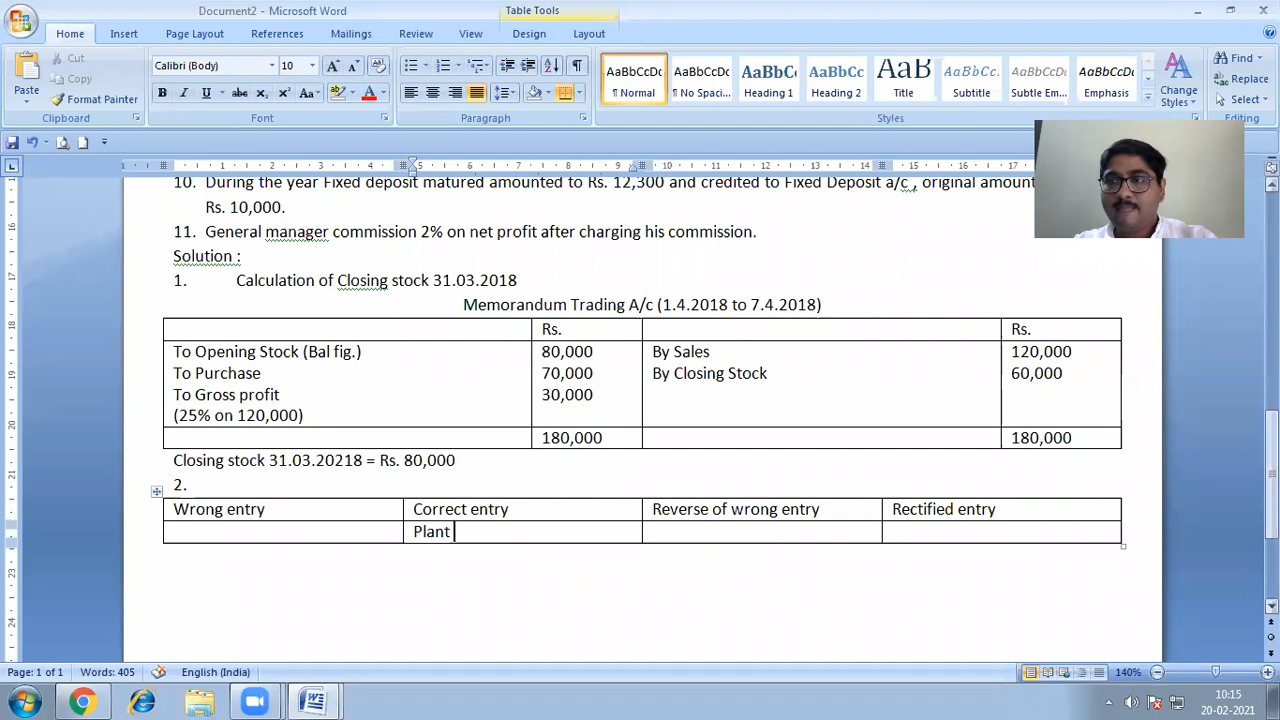 Document2 - Microsoft Word
Table Tools
Home Insert Page Layout References Mailings Review View Design Layout
Paste
Cut
Copy
Format Painter
Clipboard
Calibri (Body) 10
Font
Paragraph
AaBbCcDc AaBbCcDc AaBbCc AaBbCc AaB AaBbCc. AaBbCcDc AaBbCcDc
¶ Normal ¶ No Spaci... Heading 1 Heading 2 Title Subtitle Subtle Em... Emphasis
Change Styles
Styles
Find
Replace
Select
Editing
10. During the year Fixed deposit matured amounted to Rs. 12,300 and credited to Fixed Deposit a/c , original amount
Rs. 10,000.
11. General manager commission 2% on net profit after charging his commission.
Solution :
1. Calculation of Closing stock 31.03.2018
Memorandum Trading A/c (1.4.2018 to 7.4.2018)
Rs. Rs.
To Opening Stock (Bal fig.) 80,000 By Sales 120,000
To Purchase 70,000 By Closing Stock 60,000
To Gross profit 30,000
(25% on 120,000)
180,000 180,000
Closing stock 31.03.20218 = Rs. 80,000
2.
Wrong entry Correct entry Reverse of wrong entry Rectified entry
Plant
Page: 1 of 1 Words: 405 English (India) 140%
10:15
20-02-2021